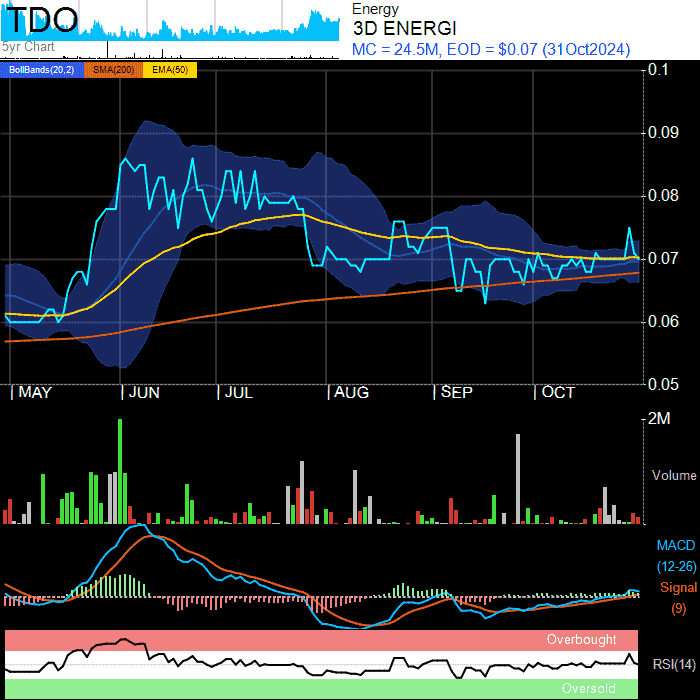 TDO
5yr Chart
Energy
3D ENERGI
MC = 24.5M, EOD = $0.07 (31Oct2024)
BollBands(20,2) SMA(200) EMA(50)
0.1
0.09
0.08
0.07
0.06
0.05
MAY JUN JUL AUG SEP OCT
2M
Volume
MACD
(12-26)
Signal
(9)
Overbought
RSI(14)
Oversold